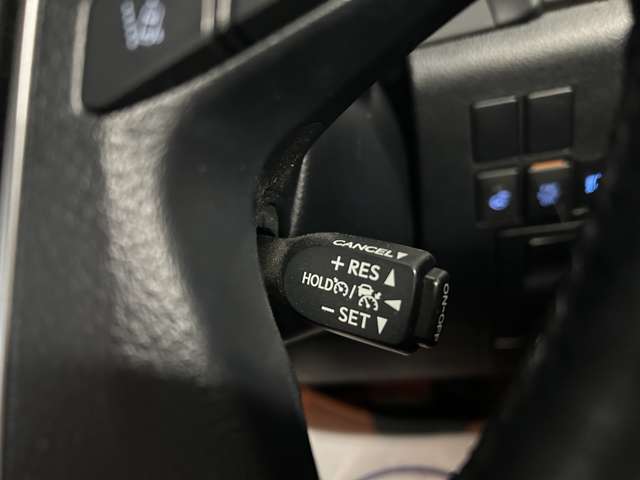 CANCEL
+ RES
HOLD /
− SET
ON-OFF